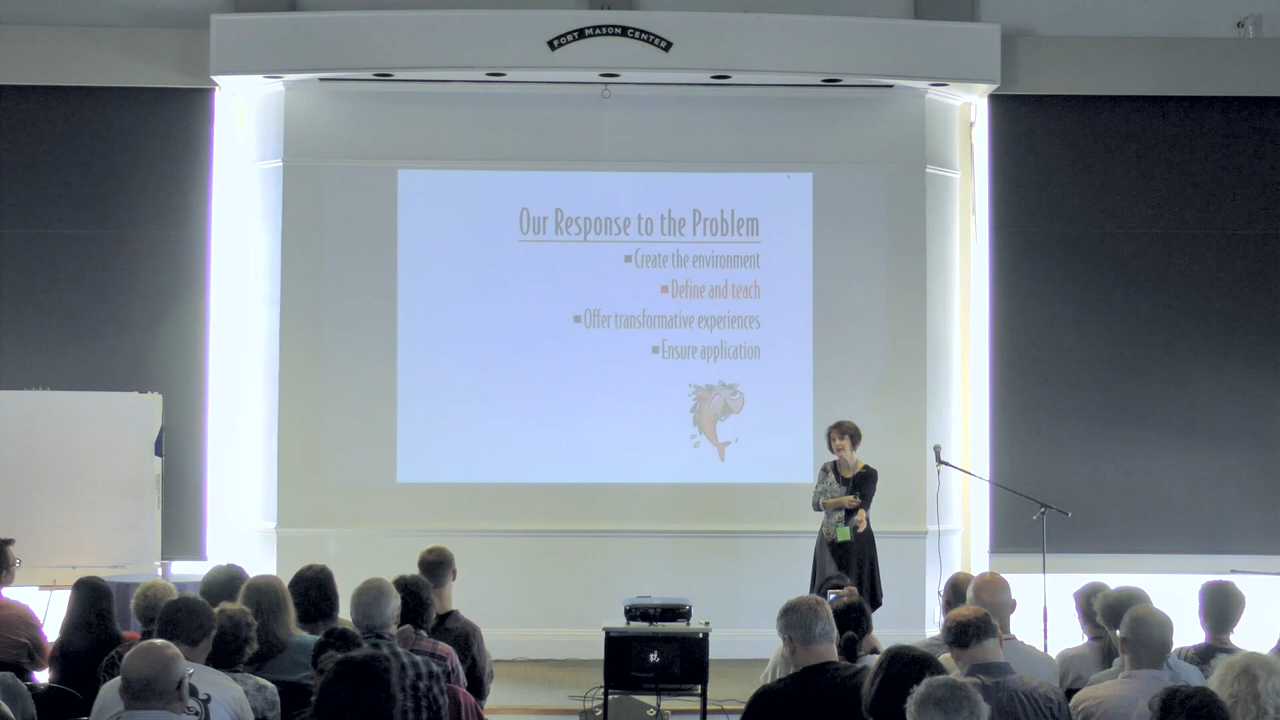 FORT MASON CENTER
Our Response to the Problem
▪Create the environment
▪Define and teach
▪Offer transformative experiences
▪Ensure application